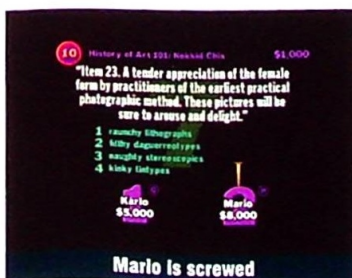 10 History of Art 101: Nekkid Chix $1,000
"Item 23. A tender appreciation of the female
form by practitioners of the earliest practical
photographic method. These pictures will be
sure to arouse and delight."
1 raunchy lithographs
2 filthy daguerreotypes
3 naughty stereoscopics
4 kinky tintypes
Karlo
$5,000
Mario
$8,000
Mario is screwed